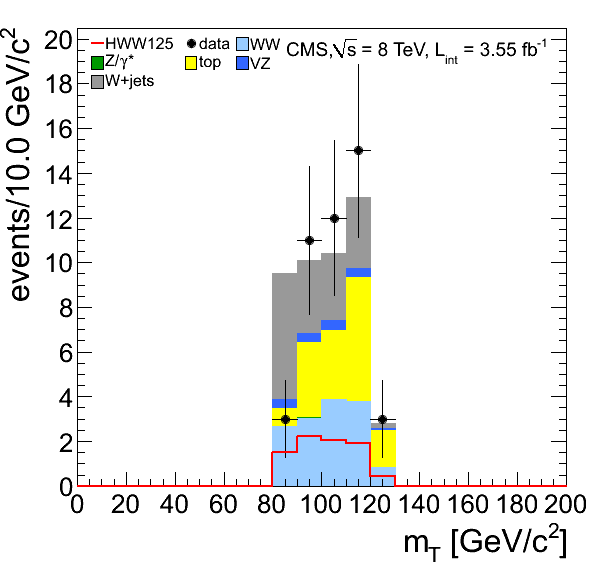 HWW125 data WW CMS,√s = 8 TeV, L_int = 3.55 fb⁻¹
Z/γ* top VZ
W+jets
events/10.0 GeV/c²
20
18
16
14
12
10
8
6
4
2
0
0 20 40 60 80 100 120 140 160 180 200
m_T [GeV/c²]